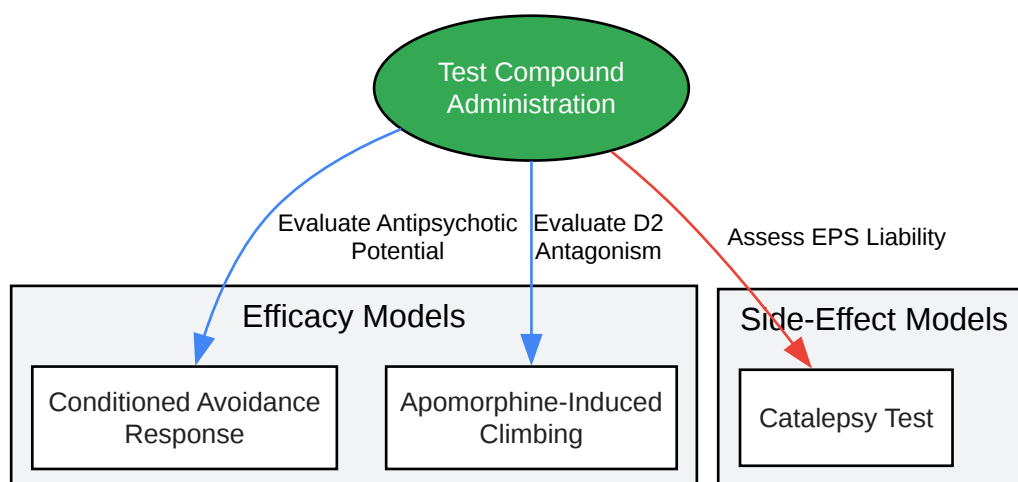 Test Compound
Administration
Evaluate Antipsychotic
Potential
Evaluate D2
Antagonism
Assess EPS Liability
Efficacy Models
Side-Effect Models
Conditioned Avoidance
Response
Apomorphine-Induced
Climbing
Catalepsy Test